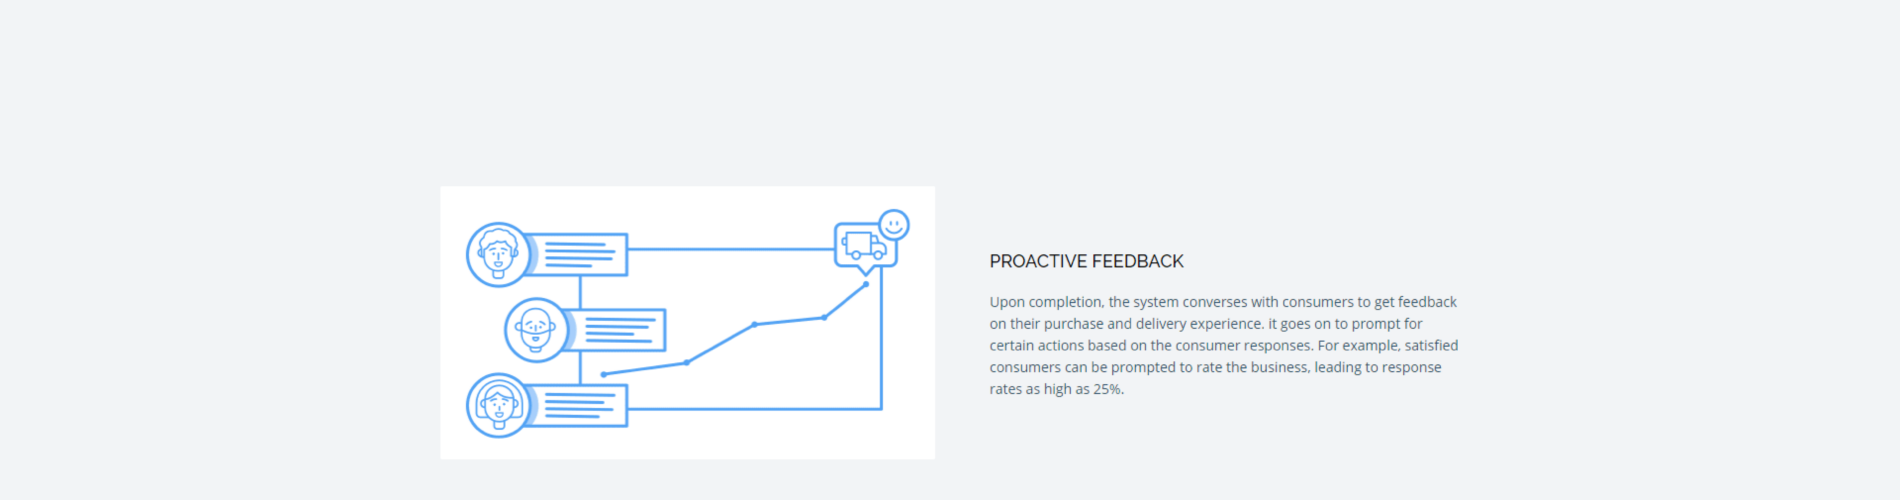 PROACTIVE FEEDBACK
Upon completion, the system converses with consumers to get feedback
on their purchase and delivery experience. it goes on to prompt for
certain actions based on the consumer responses. For example, satisfied
consumers can be prompted to rate the business, leading to response
rates as high as 25%.